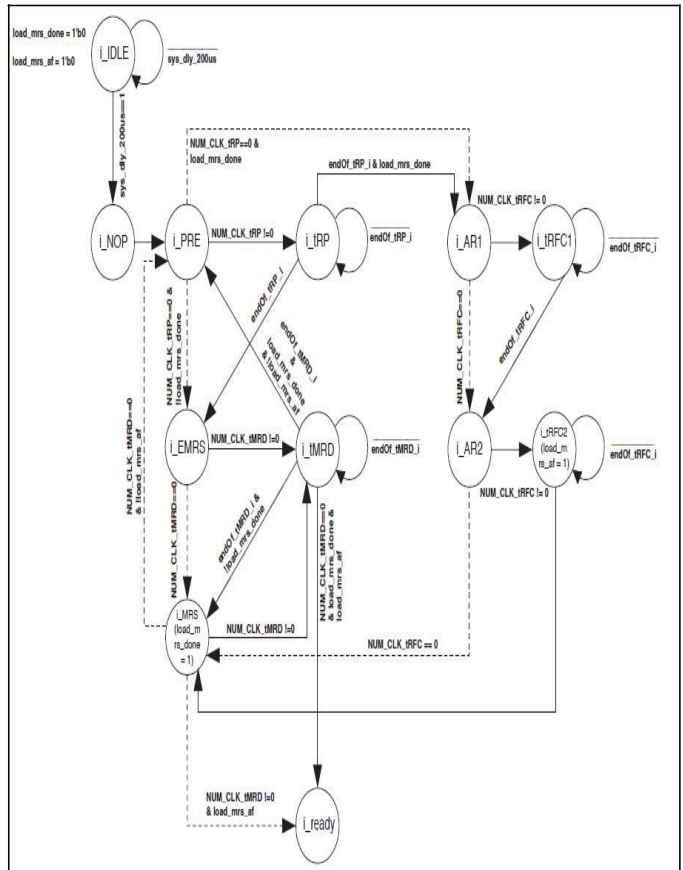 load_mrs_done = 1'b0
load_mrs_af = 1'b0
i_IDLE
sys_dly_200us
sys_dly_200us==1
NUM_CLK_tRP==0 &
load_mrs_done
endOf_tRP_i & load_mrs_done
NUM_CLK_tRFC != 0
i_NOP
i_PRE
NUM_CLK_tRP !=0
i_tRP
endOf_tRP_i
i_AR1
i_tRFC1
endOf_tRFC_i
NUM_CLK_tRP==0 &
!load_mrs_done
endOf_tRP_i
endOf_tMRD_i
&
load_mrs_done
& !load_mrs_af
NUM_CLK_tRFC==0
endOf_tRFC_i
NUM_CLK_tMRD==0
& !load_mrs_af
i_EMRS
NUM_CLK_tMRD !=0
i_tMRD
endOf_tMRD_i
i_AR2
i_tRFC2
(load_m
rs_af = 1)
endOf_tRFC_i
NUM_CLK_tRFC != 0
NUM_CLK_tMRD==0
endOf_tMRD_i &
!load_mrs_done
NUM_CLK_tMRD==0
& load_mrs_done &
load_mrs_af
i_MRS
(load_m
rs_done
= 1)
NUM_CLK_tMRD !=0
NUM_CLK_tRFC == 0
NUM_CLK_tMRD !=0
& load_mrs_af
i_ready